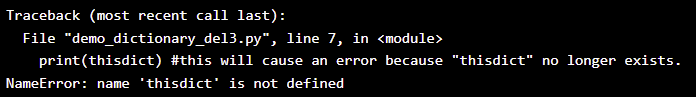 Traceback (most recent call last):
  File "demo_dictionary_del3.py", line 7, in <module>
    print(thisdict) #this will cause an error because "thisdict" no longer exists.
NameError: name 'thisdict' is not defined